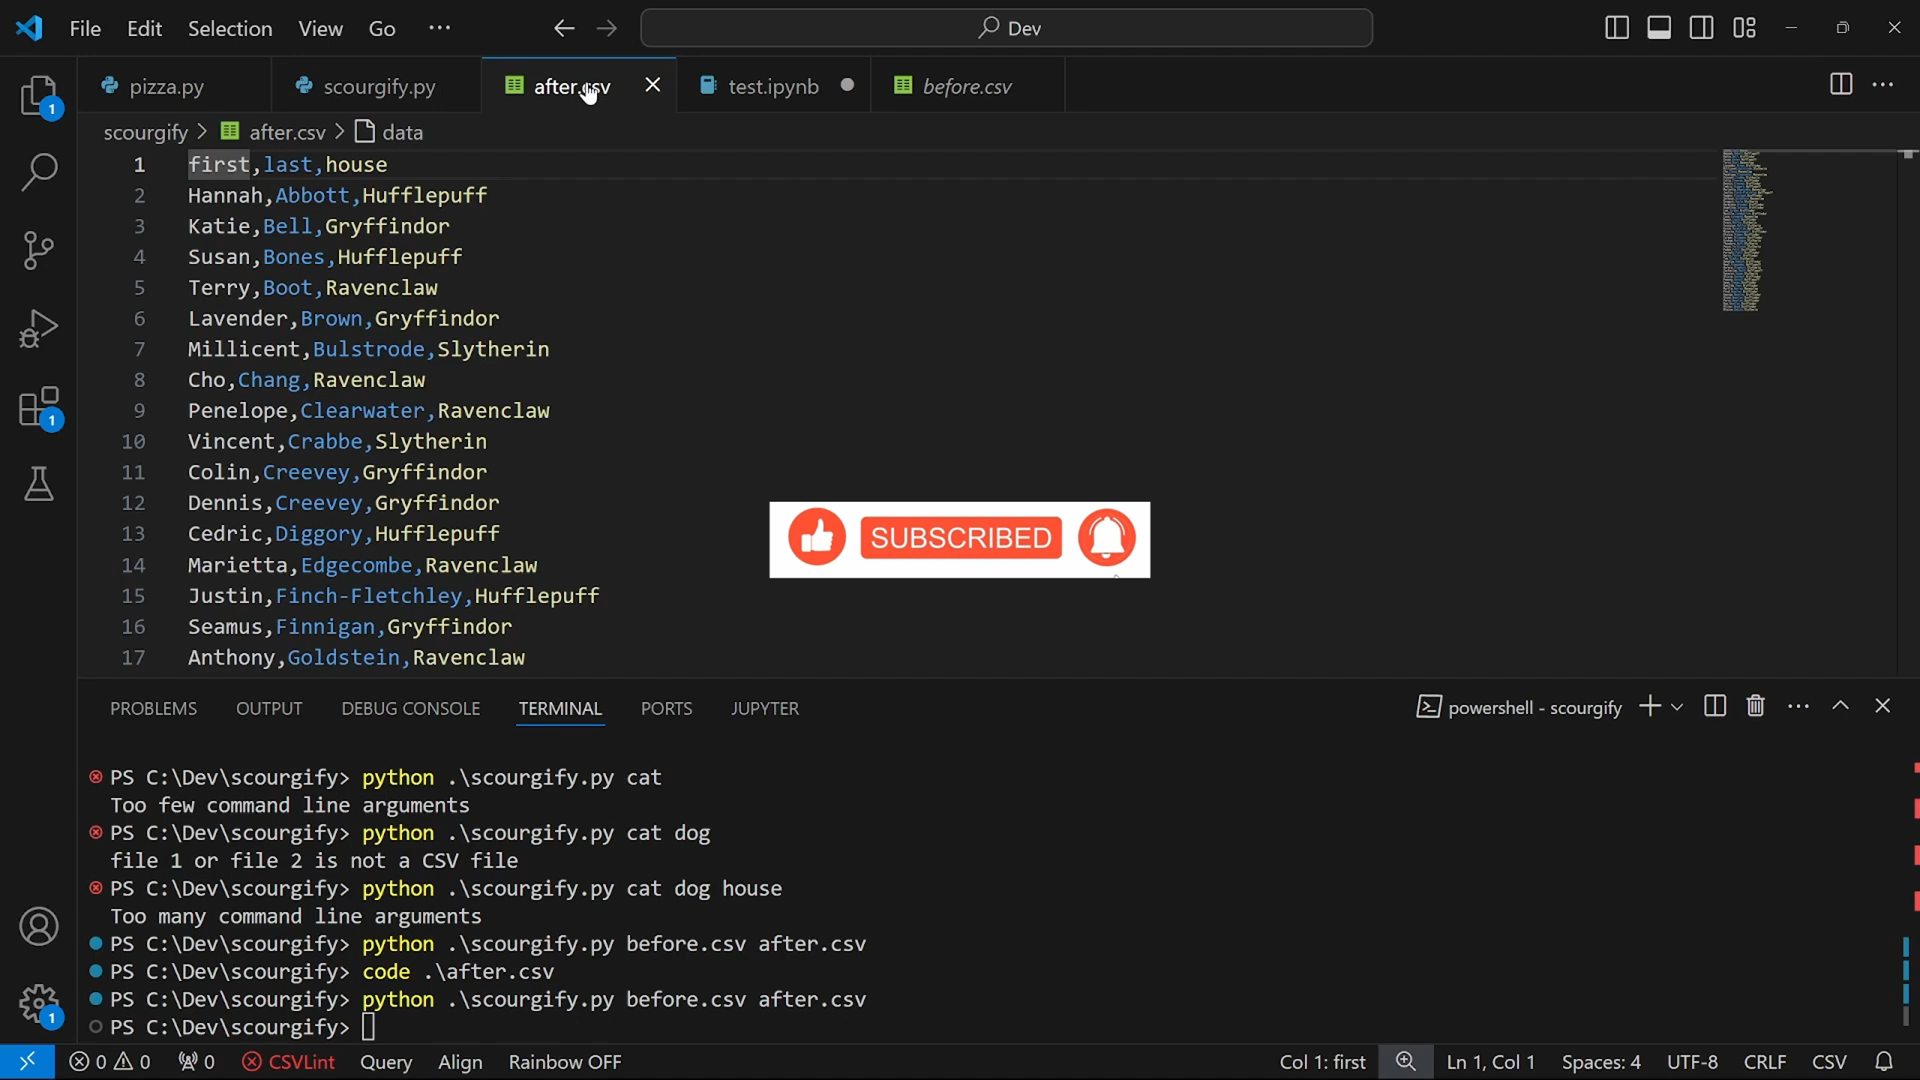 File Edit Selection View Go ··· Dev
pizza.py scourgify.py after.csv test.ipynb before.csv
scourgify > after.csv > data
1 first,last,house
2 Hannah,Abbott,Hufflepuff
3 Katie,Bell,Gryffindor
4 Susan,Bones,Hufflepuff
5 Terry,Boot,Ravenclaw
6 Lavender,Brown,Gryffindor
7 Millicent,Bulstrode,Slytherin
8 Cho,Chang,Ravenclaw
9 Penelope,Clearwater,Ravenclaw
10 Vincent,Crabbe,Slytherin
11 Colin,Creevey,Gryffindor
12 Dennis,Creevey,Gryffindor
13 Cedric,Diggory,Hufflepuff
SUBSCRIBED
14 Marietta,Edgecombe,Ravenclaw
15 Justin,Finch-Fletchley,Hufflepuff
16 Seamus,Finnigan,Gryffindor
17 Anthony,Goldstein,Ravenclaw
PROBLEMS OUTPUT DEBUG CONSOLE TERMINAL PORTS JUPYTER powershell - scourgify
PS C:\Dev\scourgify> python .\scourgify.py cat
Too few command line arguments
PS C:\Dev\scourgify> python .\scourgify.py cat dog
file 1 or file 2 is not a CSV file
PS C:\Dev\scourgify> python .\scourgify.py cat dog house
Too many command line arguments
PS C:\Dev\scourgify> python .\scourgify.py before.csv after.csv
PS C:\Dev\scourgify> code .\after.csv
PS C:\Dev\scourgify> python .\scourgify.py before.csv after.csv
PS C:\Dev\scourgify>
0 0 0 CSVLint Query Align Rainbow OFF Col 1: first Ln 1, Col 1 Spaces: 4 UTF-8 CRLF CSV
1
1
1